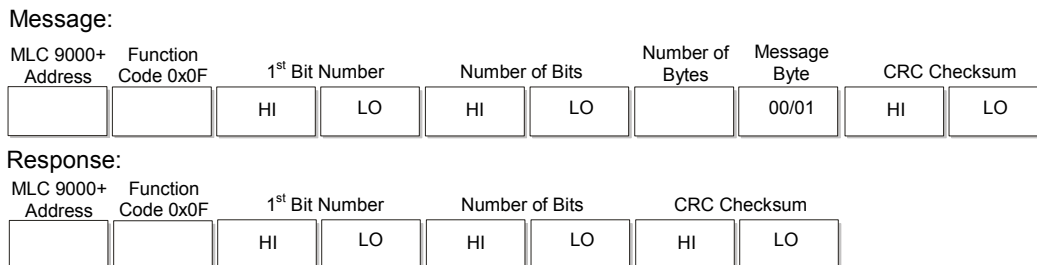 Message:
MLC 9000+ Address Function Code 0x0F 1st Bit Number Number of Bits Number of Bytes Message Byte CRC Checksum
HI LO HI LO 00/01 HI LO
Response:
MLC 9000+ Address Function Code 0x0F 1st Bit Number Number of Bits CRC Checksum
HI LO HI LO HI LO